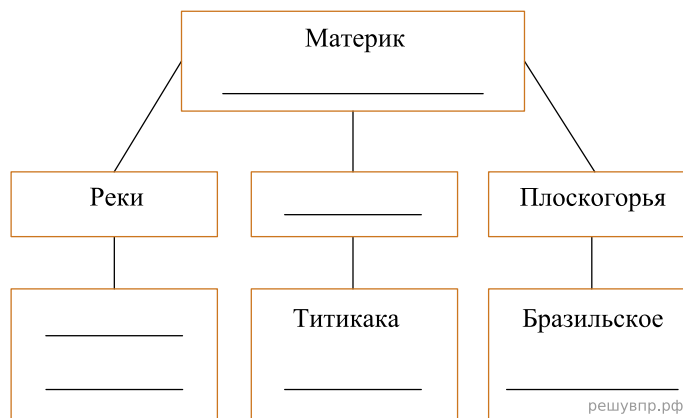 Материк
Реки
Плоскогорья
Титикака
Бразильское
решувпр.рф